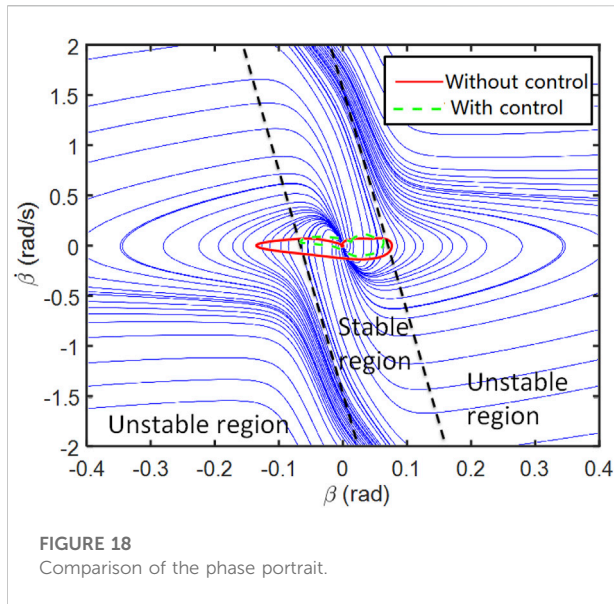 2
1.5
1
0.5
0
-0.5
-1
-1.5
-2
β̇ (rad/s)
Without control
With control
Stable
region
Unstable
region
Unstable region
-0.4 -0.3 -0.2 -0.1 0 0.1 0.2 0.3 0.4
β (rad)
FIGURE 18
Comparison of the phase portrait.